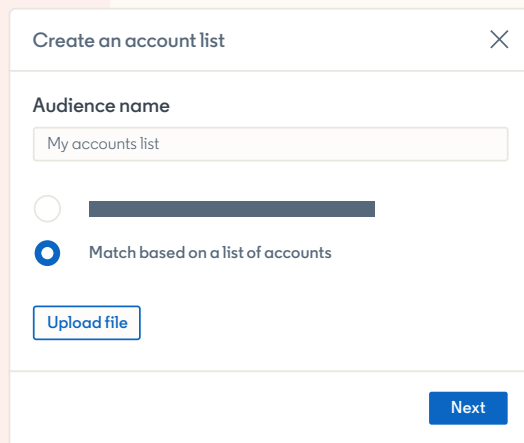 Create an account list
Audience name
My accounts list
Match based on a list of accounts
Upload file
Next